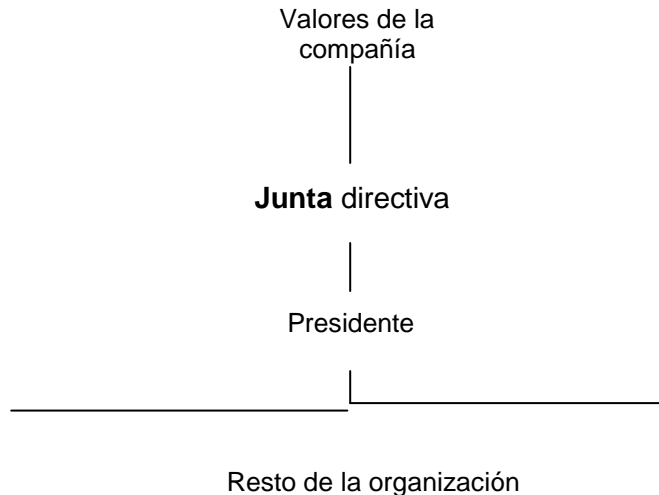 Valores de la
compañía
Junta directiva
Presidente
Resto de la organización